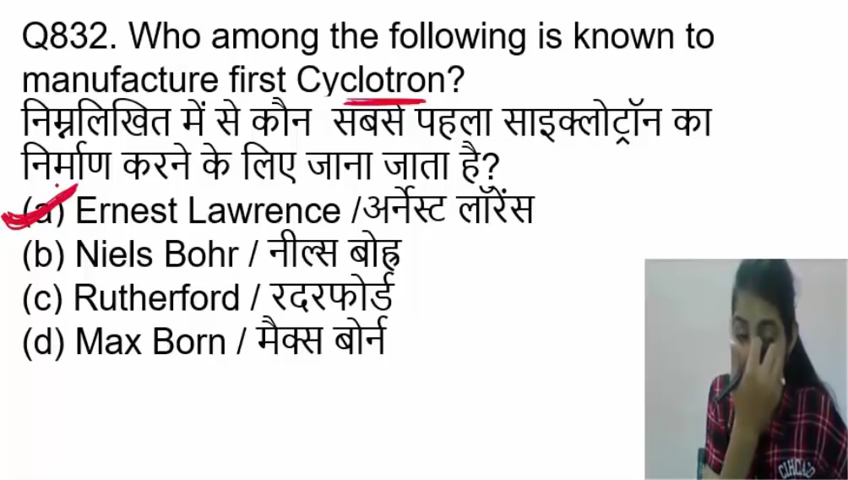 Q832. Who among the following is known to
manufacture first Cyclotron?
निम्नलिखित में से कौन सबसे पहला साइक्लोट्रॉन का
निर्माण करने के लिए जाना जाता है?
(a) Ernest Lawrence /अर्नेस्ट लॉरेंस
(b) Niels Bohr / नील्स बोह्र
(c) Rutherford / रदरफोर्ड
(d) Max Born / मैक्स बोर्न